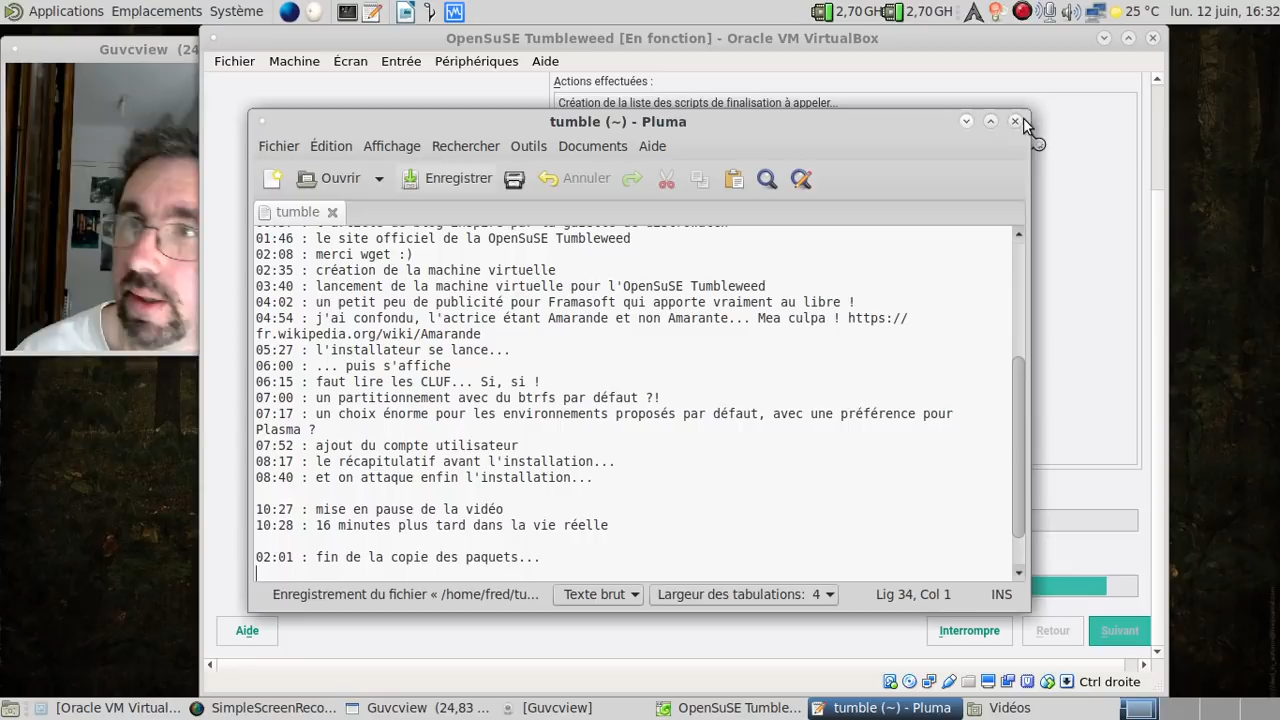 Applications Emplacements Système
2,70 GH 2,70 GH 25 °C lun. 12 juin, 16:32
Guvcview (24
OpenSuSE Tumbleweed [En fonction] - Oracle VM VirtualBox
Fichier Machine Écran Entrée Périphériques Aide
Actions effectuées :
Création de la liste des scripts de finalisation à appeler...
tumble (~) - Pluma
Fichier Édition Affichage Rechercher Outils Documents Aide
Ouvrir Enregistrer Annuler
tumble
01:46 : le site officiel de la OpenSuSE Tumbleweed
02:08 : merci wget :)
02:35 : création de la machine virtuelle
03:40 : lancement de la machine virtuelle pour l'OpenSuSE Tumbleweed
04:02 : un petit peu de publicité pour Framasoft qui apporte vraiment au libre !
04:54 : j'ai confondu, l'actrice étant Amarande et non Amarante... Mea culpa ! https://
fr.wikipedia.org/wiki/Amarande
05:27 : l'installateur se lance...
06:00 : ... puis s'affiche
06:15 : faut lire les CLUF... Si, si !
07:00 : un partitionnement avec du btrfs par défaut ?!
07:17 : un choix énorme pour les environnements proposés par défaut, avec une préférence pour
Plasma ?
07:52 : ajout du compte utilisateur
08:17 : le récapitulatif avant l'installation...
08:40 : et on attaque enfin l'installation...
10:27 : mise en pause de la vidéo
10:28 : 16 minutes plus tard dans la vie réelle
02:01 : fin de la copie des paquets...
Enregistrement du fichier « /home/fred/tu... Texte brut Largeur des tabulations: 4 Lig 34, Col 1 INS
Aide Interrompre Retour Suivant
Ctrl droite
[Oracle VM Virtual... SimpleScreenReco... Guvcview (24,83 ... [Guvcview] OpenSuSE Tumble... tumble (~) - Pluma Vidéos